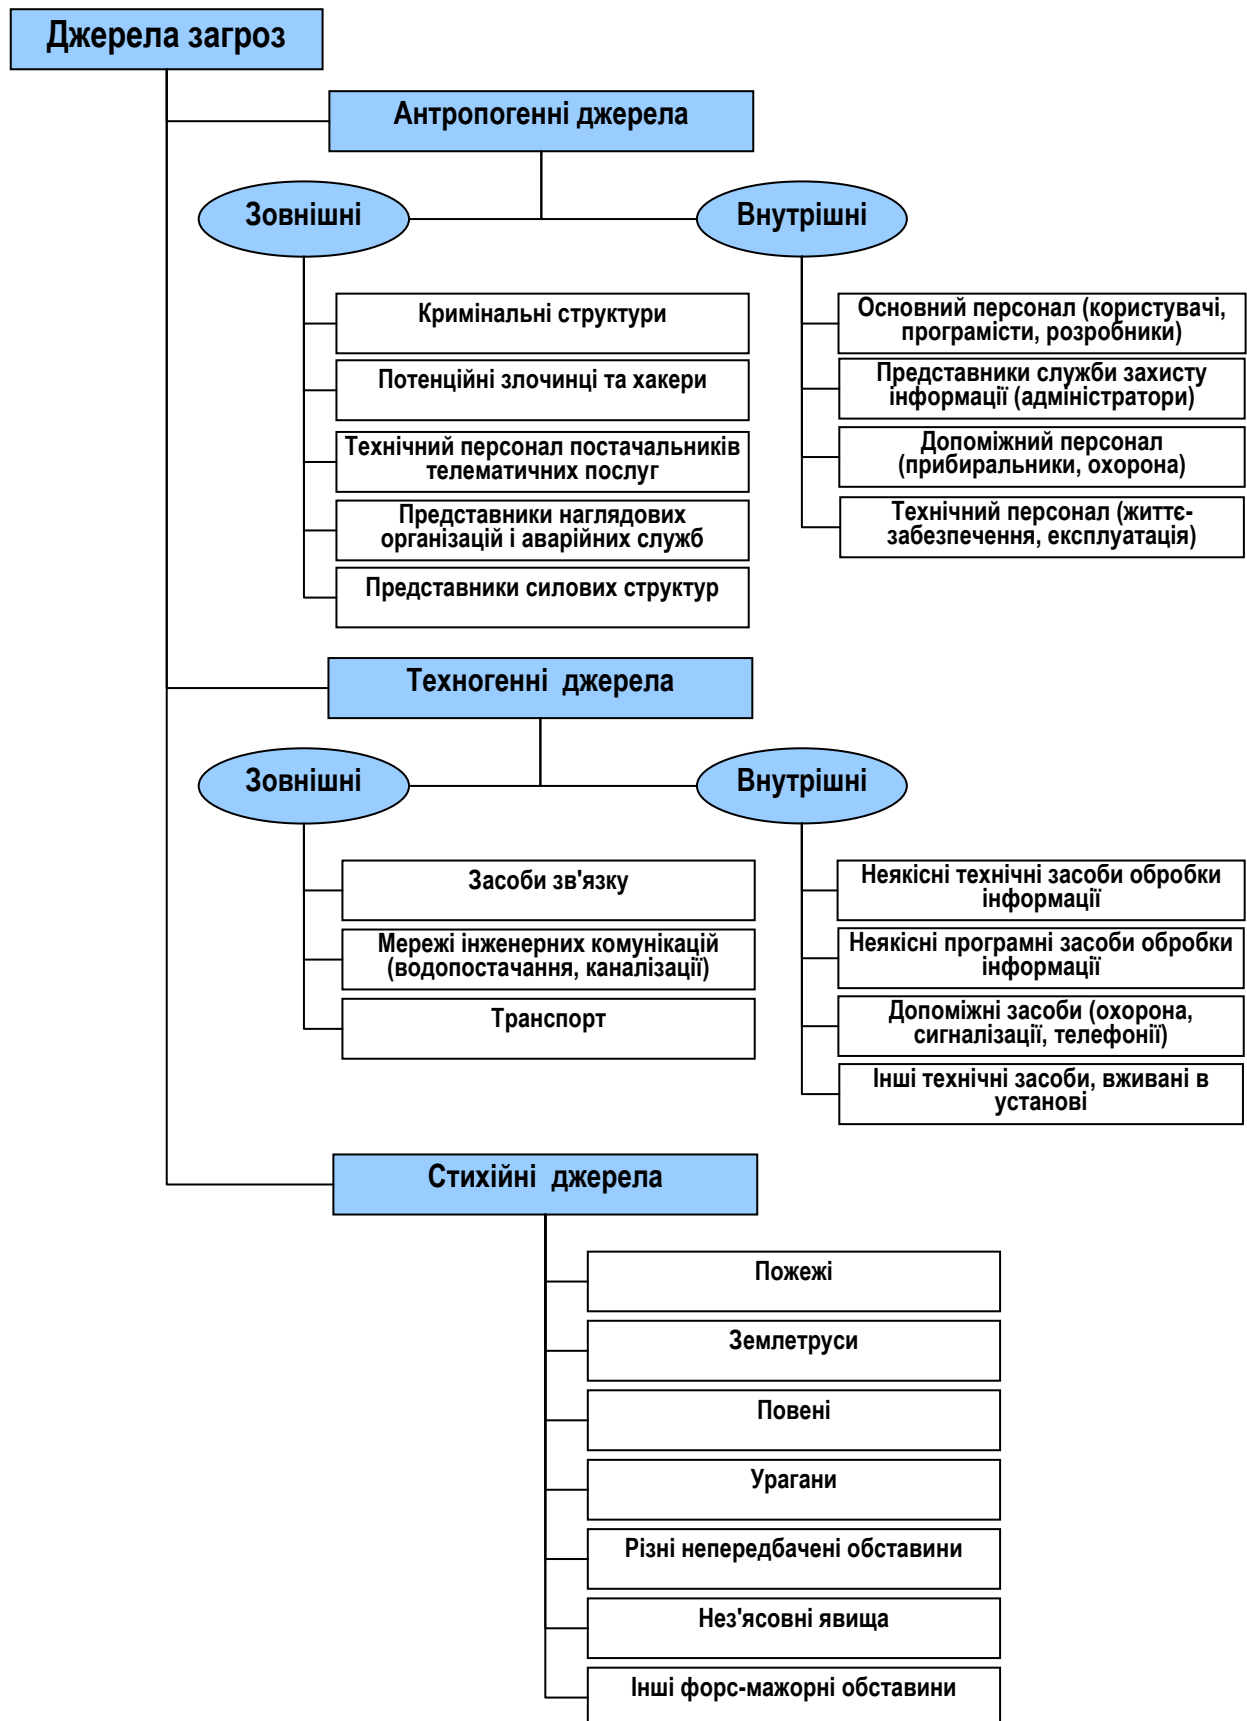 Джерела загроз
Антропогенні джерела
Зовнішні
Кримінальні структури
Потенційні злочинці та хакери
Технічний персонал постачальників
телематичних послуг
Представники наглядових
організацій і аварійних служб
Представники силових структур
Внутрішні
Основний персонал (користувачі,
програмісти, розробники)
Представники служби захисту
інформації (адміністратори)
Допоміжний персонал
(прибиральники, охорона)
Технічний персонал (життє-
забезпечення, експлуатація)
Техногенні джерела
Зовнішні
Засоби зв'язку
Мережі інженерних комунікацій
(водопостачання, каналізації)
Транспорт
Внутрішні
Неякісні технічні засоби обробки
інформації
Неякісні програмні засоби обробки
інформації
Допоміжні засоби (охорона,
сигналізації, телефонії)
Інші технічні засоби, вживані в
установі
Стихійні джерела
Пожежі
Землетруси
Повені
Урагани
Різні непередбачені обставини
Нез'ясовні явища
Інші форс-мажорні обставини